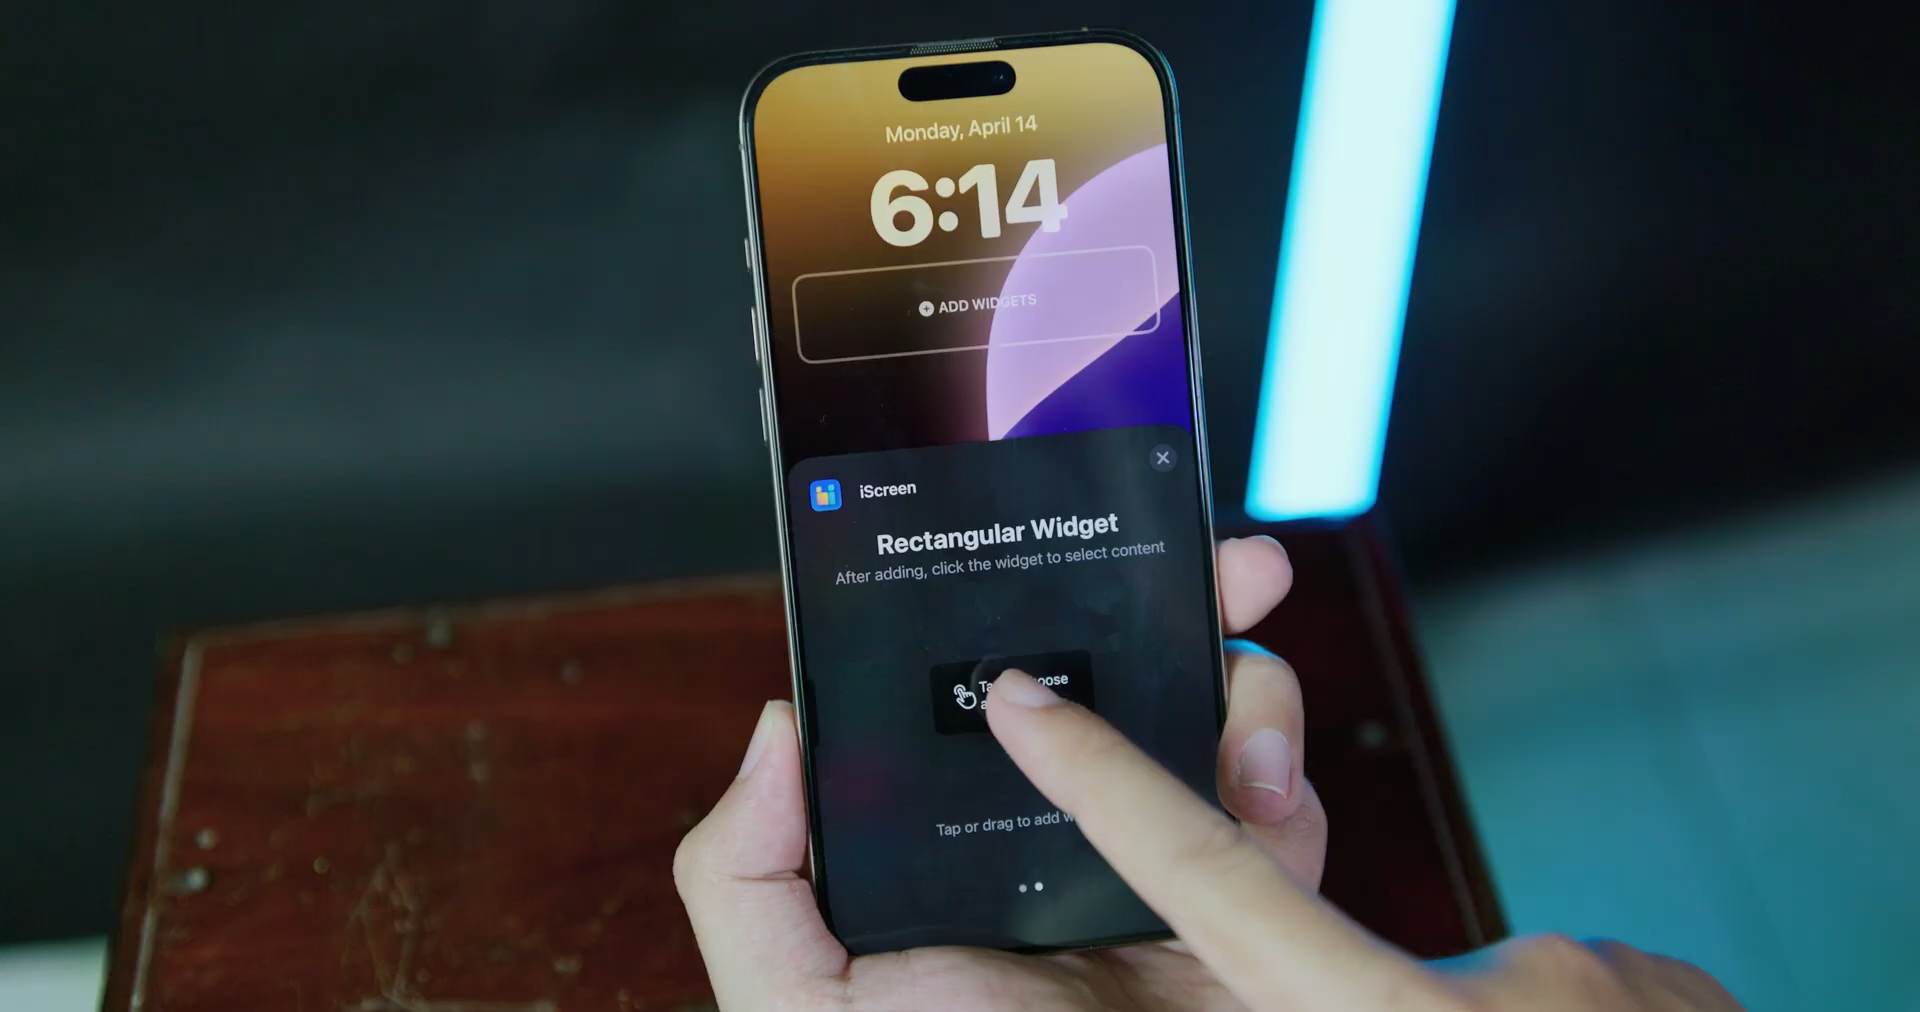 Monday, April 14
6:14
ADD WIDGETS
iScreen
Rectangular Widget
After adding, click the widget to select content
Tap or drag to add